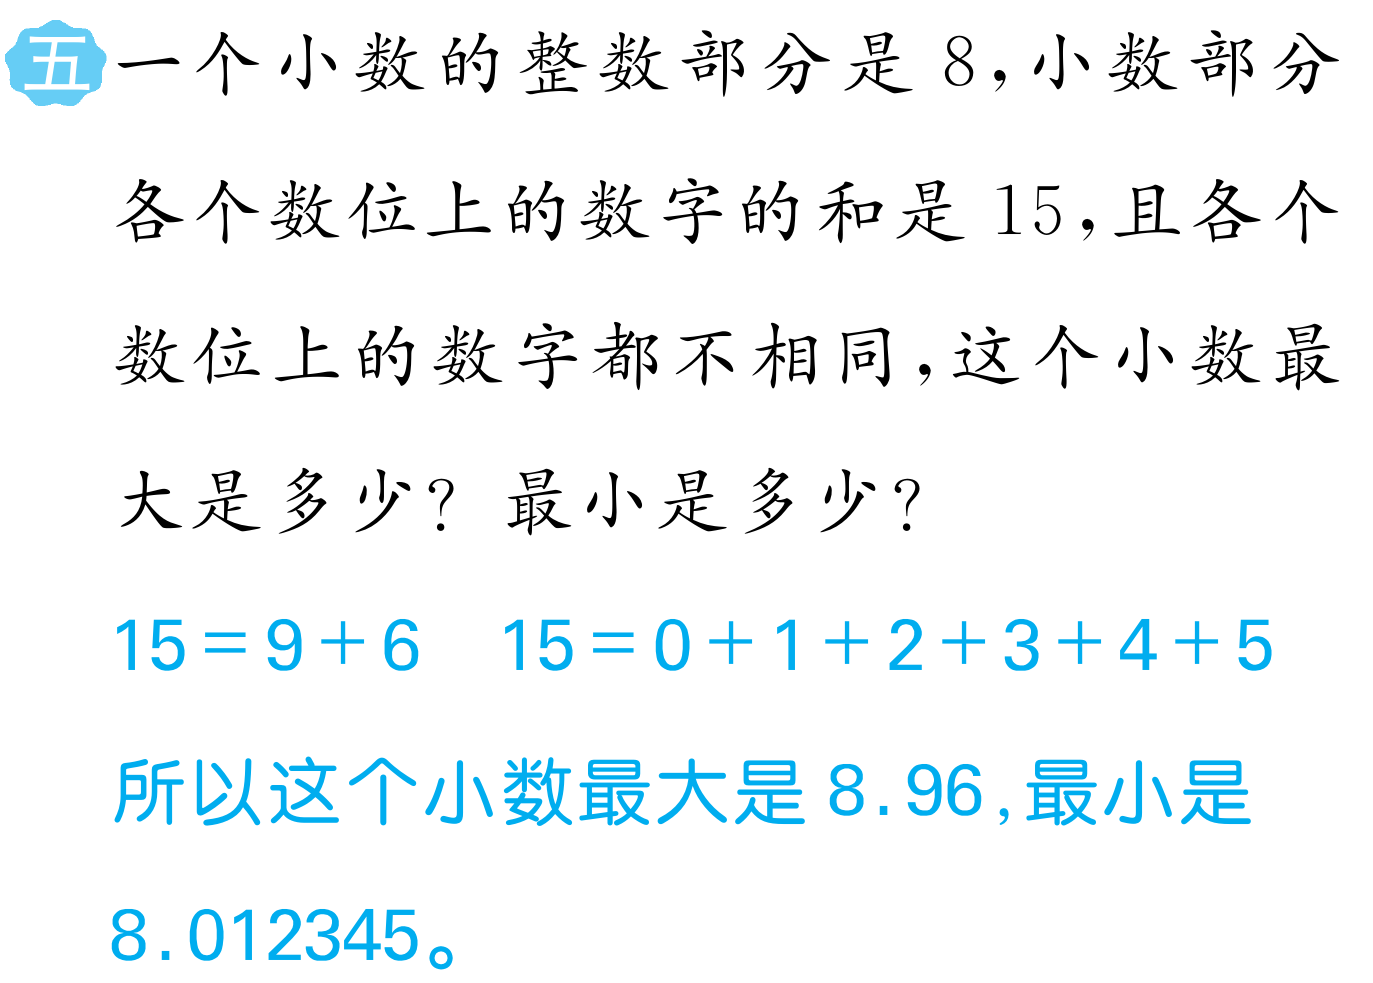 五 一个小数的整数部分是 8,小数部分
各个数位上的数字的和是 15,且各个
数位上的数字都不相同,这个小数最
大是多少? 最小是多少?
15=9+6 15=0+1+2+3+4+5
所以这个小数最大是 8.96,最小是
8.012345。